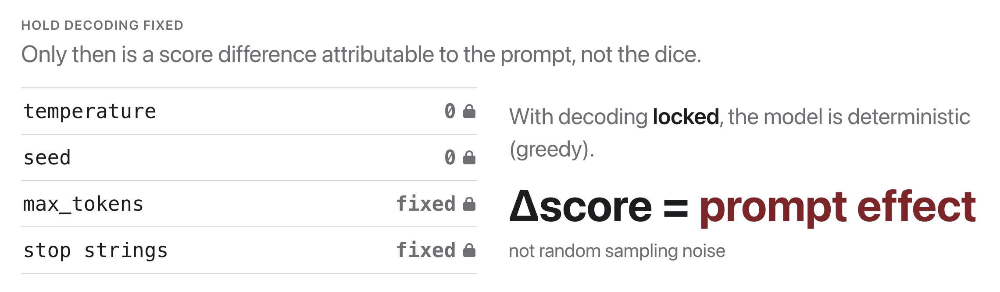 HOLD DECODING FIXED
Only then is a score difference attributable to the prompt, not the dice.
temperature 0
seed 0
max_tokens fixed
stop strings fixed
With decoding locked, the model is deterministic
(greedy).
Δscore = prompt effect
not random sampling noise